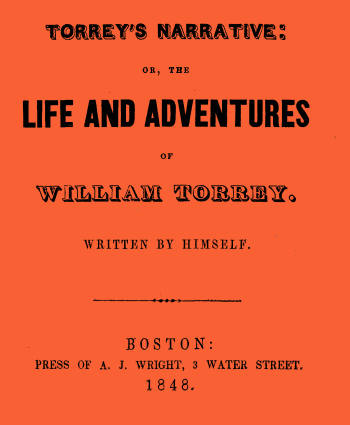 TORREY'S NARRATIVE:
OR, THE
LIFE AND ADVENTURES
OF
WILLIAM TORREY.
WRITTEN BY HIMSELF.
BOSTON:
PRESS OF A. J. WRIGHT, 3 WATER STREET.
1848.